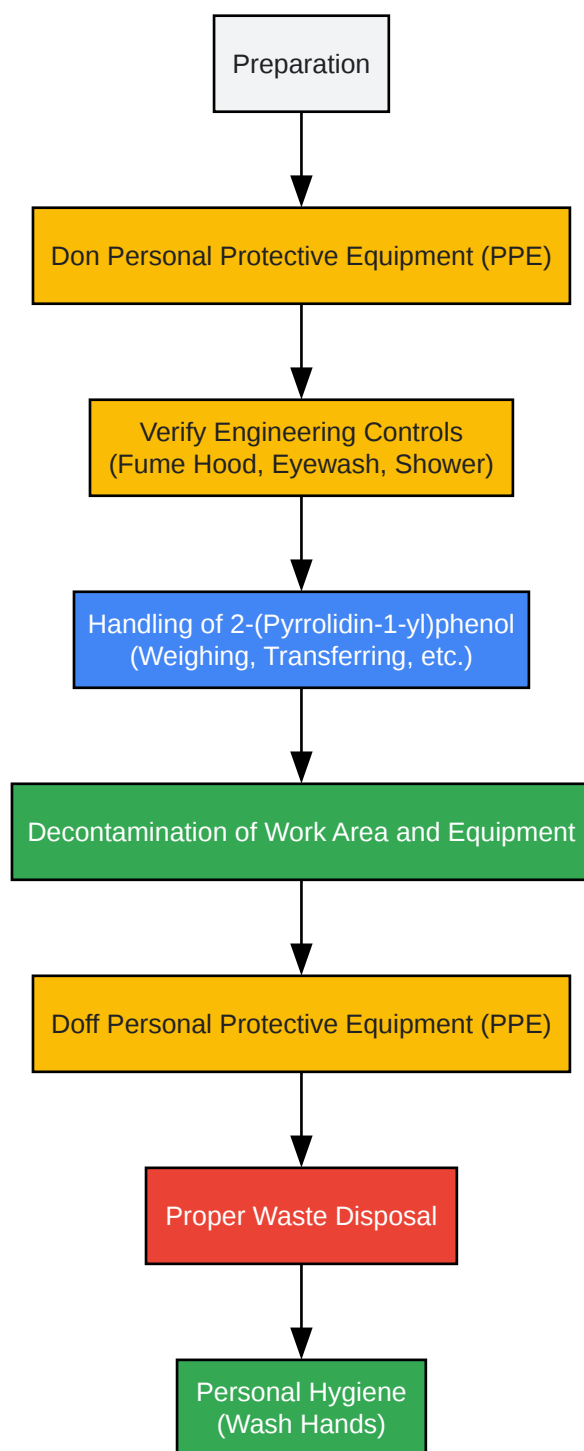 Preparation
Don Personal Protective Equipment (PPE)
Verify Engineering Controls
(Fume Hood, Eyewash, Shower)
Handling of 2-(Pyrrolidin-1-yl)phenol
(Weighing, Transferring, etc.)
Decontamination of Work Area and Equipment
Doff Personal Protective Equipment (PPE)
Proper Waste Disposal
Personal Hygiene
(Wash Hands)